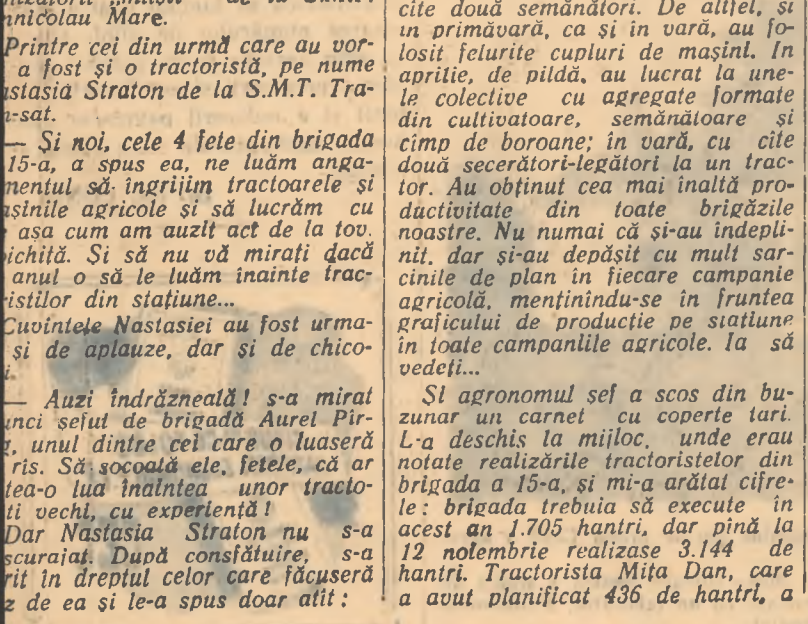 nnicolau Mare.
Printre cei din urmă care au vor-
a fost și o tractoristă, pe nume
astasia Straton de la S.M.T. Tra-
n-sat.
— Și noi, cele 4 fete din brigada
15-a, a spus ea, ne luăm anga-
mentul să îngrijim tractoarele și
așinile agricole și să lucrăm cu
așa cum am auzit act de la tov.
ichită. Și să nu vă mirați dacă
anul o să le luăm înainte trac-
riștilor din stațiune...
Cuvintele Nastasiei au fost urma-
și de aplauze, dar și de chico-
i.
— Auzi îndrăzneală! s-a mirat
unci șeful de brigadă Aurel Pîr-
, unul dintre cei care o luaseră
rîs. Să socoată ele, fetele, că ar
tea-o lua înaintea unor tracto-
ti vechi, cu experiență!
Dar Nastasia Straton nu s-a
scurajat. După consfătuire, s-a
rit în dreptul celor care făcuseră
z de ea și le-a spus doar atît:
cîte două semănători. De altfel, și
în primăvară, ca și în vară, au fo-
losit felurite cupluri de mașini. În
aprilie, de pildă, au lucrat la une-
le colective cu agregate formate
din cultivatoare, semănătoare și
cîmp de boroane; în vară, cu cîte
două secerători-legători la un trac-
tor. Au obținut cea mai înaltă pro-
ductivitate din toate brigăzile
noastre. Nu numai că și-au îndepli-
nit, dar și-au depășit cu mult sar-
cinile de plan în fiecare campanie
agricolă, menținîndu-se în fruntea
graficului de producție pe stațiune
în toate campaniile agricole. Ia să
vedeți...
Și agronomul șef a scos din bu-
zunar un carnet cu coperte tari.
L-a deschis la mijloc, unde erau
notate realizările tractoristelor din
brigada a 15-a, și mi-a arătat cifre-
le: brigada trebuia să execute în
acest an 1.705 hantri, dar pînă la
12 noiembrie realizase 3.144 de
hantri. Tractorista Mița Dan, care
a avut planificat 436 de hantri, a